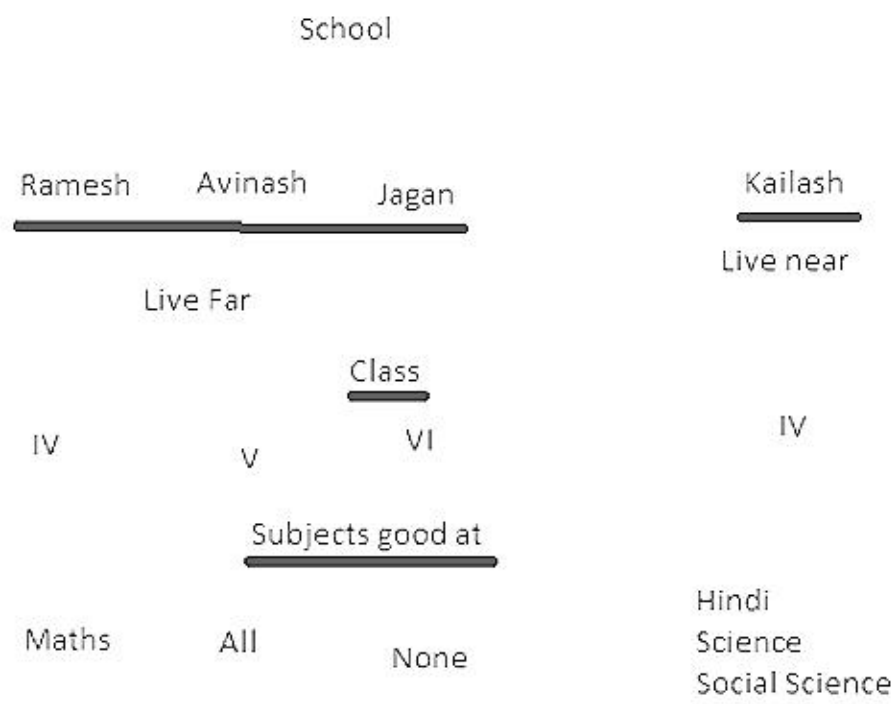 School
Ramesh Avinash Jagan Kailash
Live Far Live near
Class
IV V VI IV
Subjects good at
Maths All None Hindi
Science
Social Science